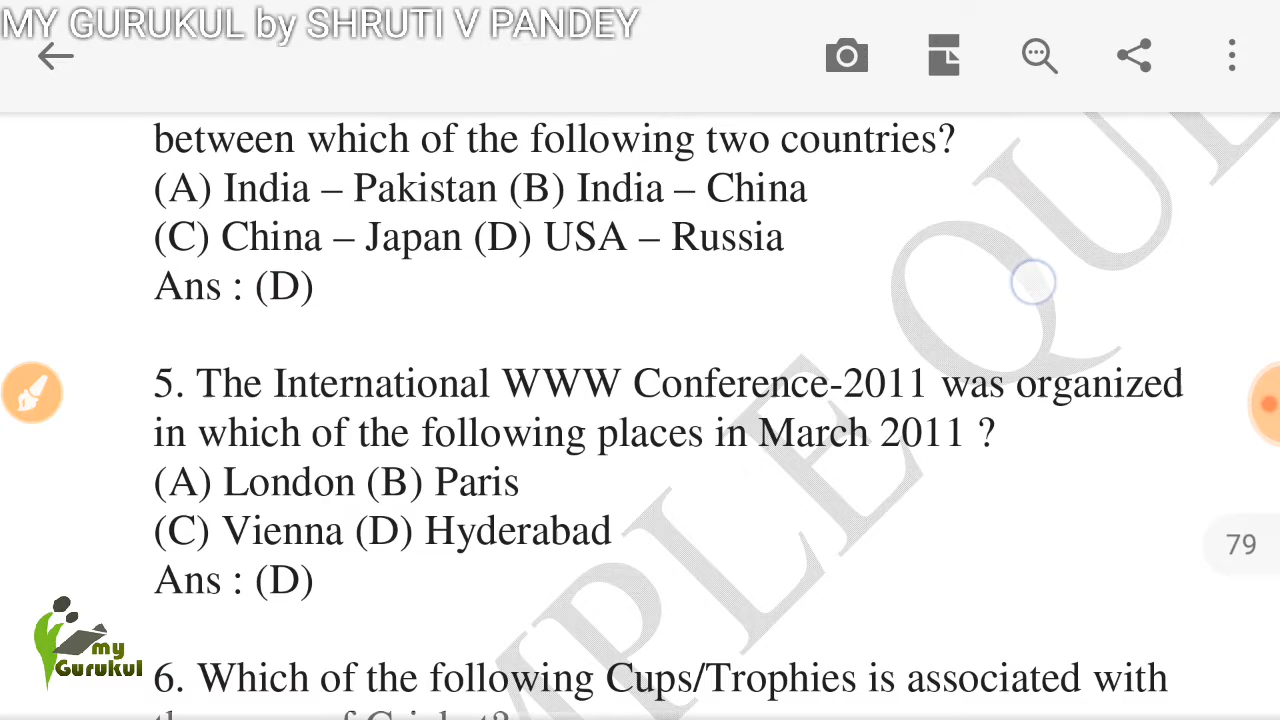 MY GURUKUL by SHRUTI V PANDEY
between which of the following two countries?
(A) India – Pakistan (B) India – China
(C) China – Japan (D) USA – Russia
Ans : (D)
5. The International WWW Conference-2011 was organized
in which of the following places in March 2011 ?
(A) London (B) Paris
(C) Vienna (D) Hyderabad
Ans : (D)
79
my
Gurukul
6. Which of the following Cups/Trophies is associated with